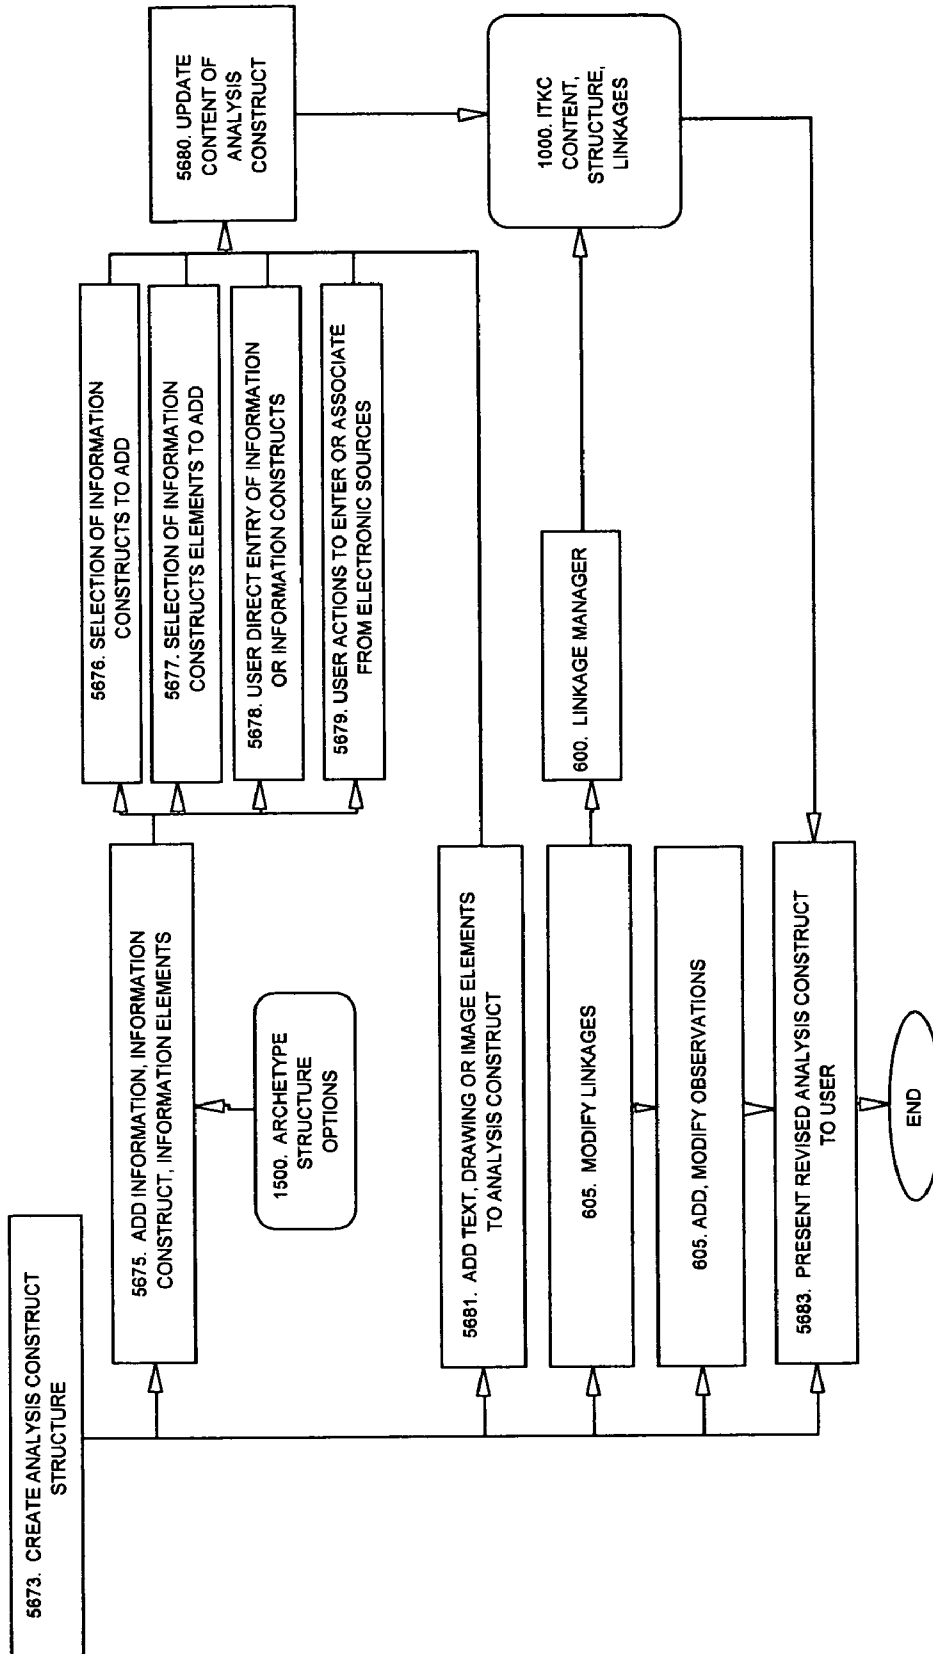 5673. CREATE ANALYSIS CONSTRUCT
STRUCTURE
5675. ADD INFORMATION, INFORMATION
CONSTRUCT, INFORMATION ELEMENTS
1500. ARCHETYPE
STRUCTURE
OPTIONS
5676. SELECTION OF INFORMATION
CONSTRUCTS TO ADD
5677. SELECTION OF INFORMATION
CONSTRUCTS ELEMENTS TO ADD
5678. USER DIRECT ENTRY OF INFORMATION
OR INFORMATION CONSTRUCTS
5679. USER ACTIONS TO ENTER OR ASSOCIATE
FROM ELECTRONIC SOURCES
5680. UPDATE
CONTENT OF
ANALYSIS
CONSTRUCT
5681. ADD TEXT, DRAWING OR IMAGE ELEMENTS
TO ANALYSIS CONSTRUCT
605. MODIFY LINKAGES
600. LINKAGE MANAGER
1000. ITKC
CONTENT,
STRUCTURE,
LINKAGES
605. ADD, MODIFY OBSERVATIONS
5683. PRESENT REVISED ANALYSIS CONSTRUCT
TO USER
END